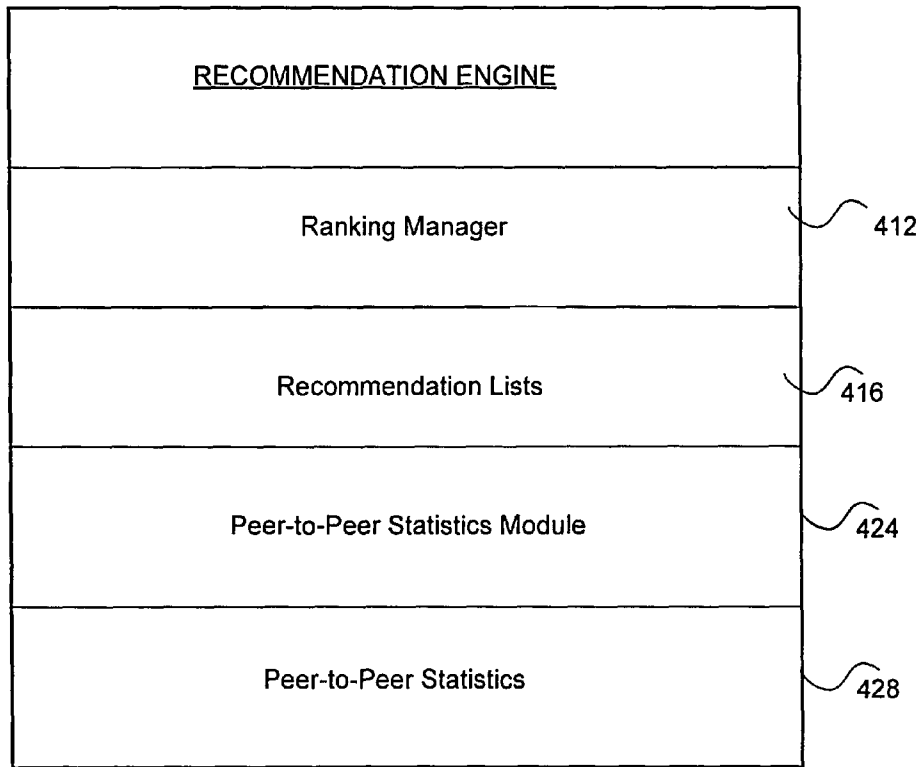 RECOMMENDATION ENGINE
Ranking Manager
412
Recommendation Lists
416
Peer-to-Peer Statistics Module
424
Peer-to-Peer Statistics
428